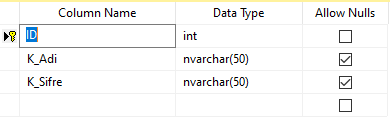 Column Name Data Type Allow Nulls
ID int
K_Adi nvarchar(50)
K_Sifre nvarchar(50)